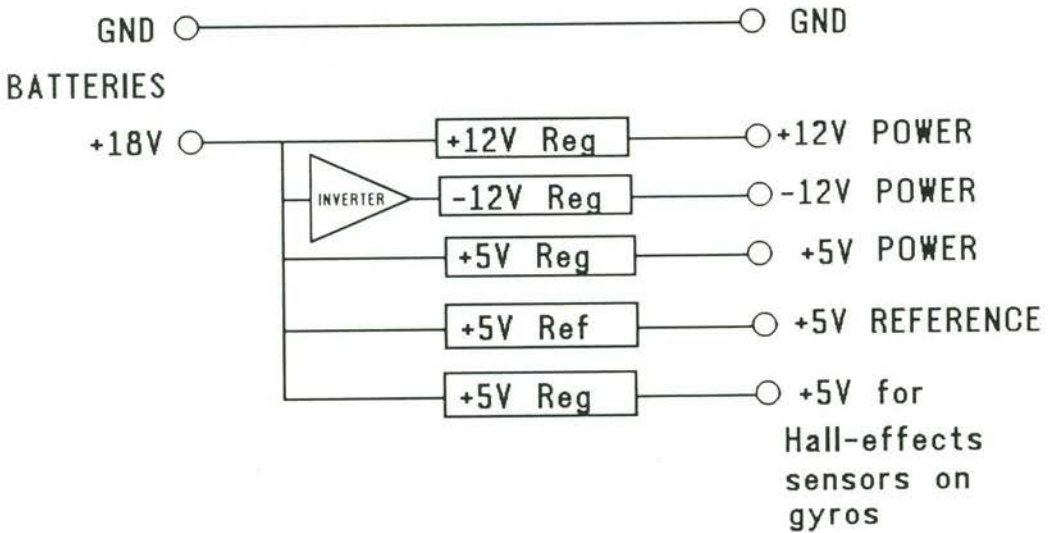 GND
GND
BATTERIES
+18V
+12V Reg
+12V POWER
INVERTER
-12V Reg
-12V POWER
+5V Reg
+5V POWER
+5V Ref
+5V REFERENCE
+5V Reg
+5V for
Hall-effects
sensors on
gyros